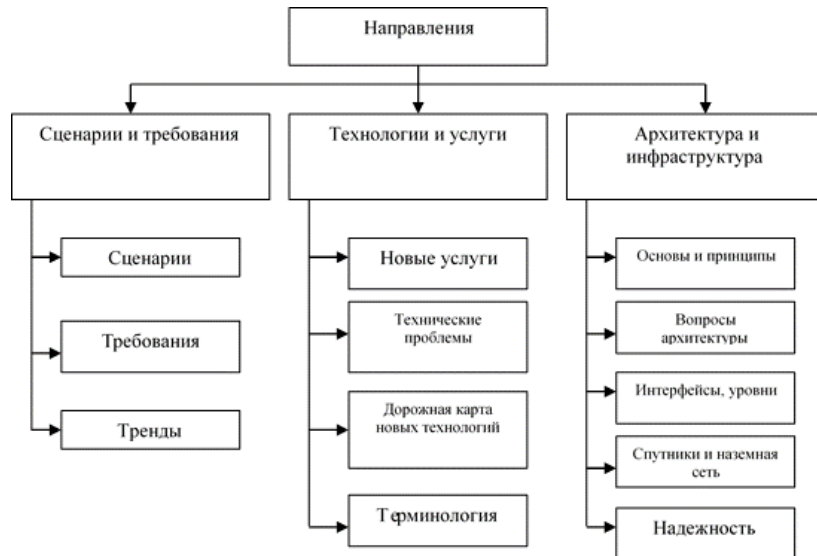 Направления
Сценарии и требования
Сценарии
Требования
Тренды
Технологии и услуги
Новые услуги
Технические
проблемы
Дорожная карта
новых технологий
Терминология
Архитектура и
инфраструктура
Основы и принципы
Вопросы
архитектуры
Интерфейсы, уровни
Спутники и наземная
сеть
Надежность